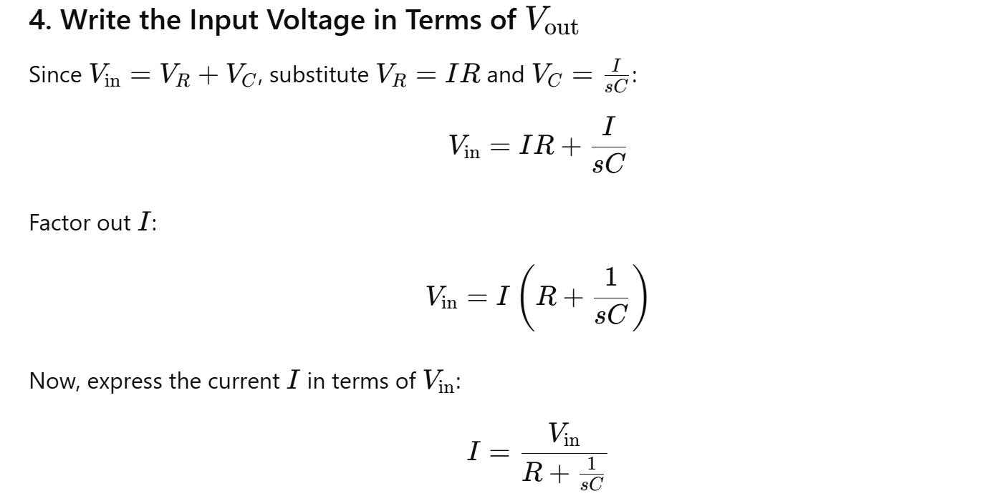 4. Write the Input Voltage in Terms of $V_{\text{out}}$
Since $V_{\text{in}} = V_R + V_C$, substitute $V_R = IR$ and $V_C = \frac{I}{sC}$:
$V_{\text{in}} = IR + \frac{I}{sC}$
Factor out $I$:
$V_{\text{in}} = I \left( R + \frac{1}{sC} \right)$
Now, express the current $I$ in terms of $V_{\text{in}}$:
$I = \frac{V_{\text{in}}}{R + \frac{1}{sC}}$